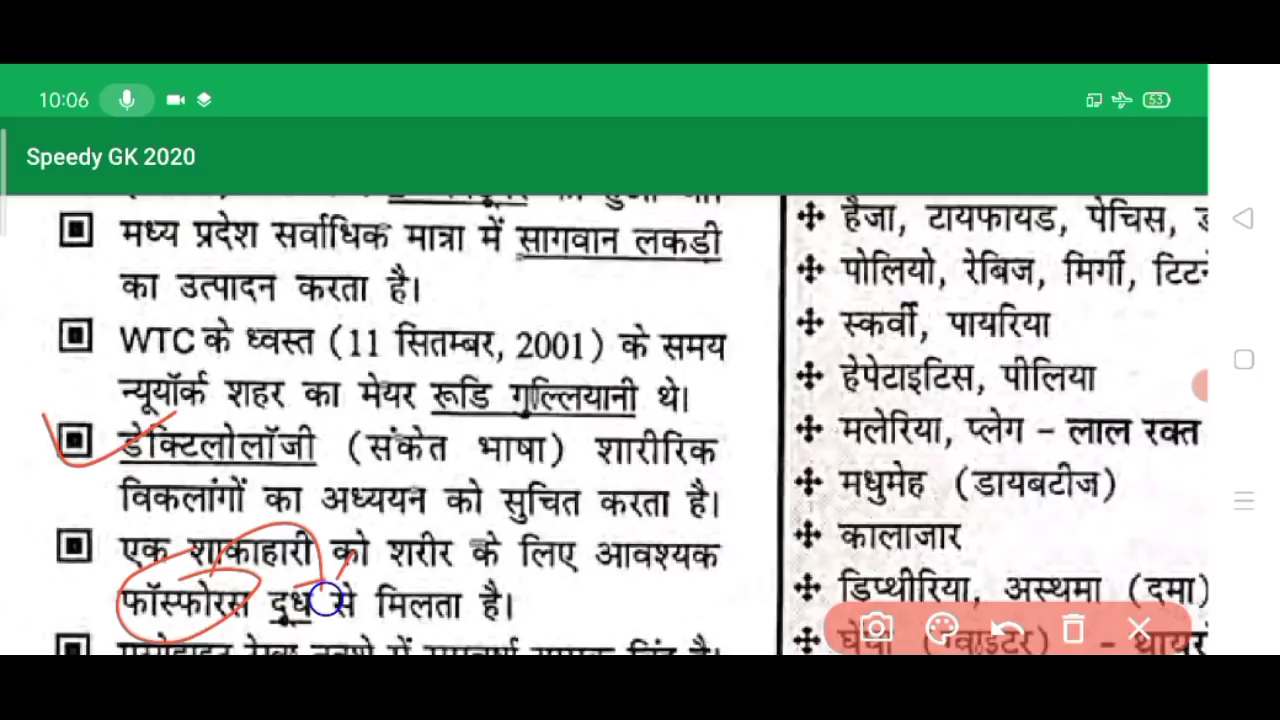 10:06
53
Speedy GK 2020
मध्य प्रदेश सर्वाधिक मात्रा में सागवान लकडी
का उत्पादन करता है।
WTC के ध्वस्त (11 सितम्बर, 2001) के समय
न्यूयॉर्क शहर का मेयर रूडि गुल्लियानी थे।
डेक्टिलोलॉजी (संकेत भाषा) शारीरिक
विकलांगों का अध्ययन को सुचित करता है।
एक शाकाहारी को शरीर के लिए आवश्यक
फॉस्फोरस दूध से मिलता है।
हैजा, टायफायड, पेचिस,
पोलियो, रेबिज, मिर्गी,
स्कर्वी, पायरिया
हेपेटाइटिस, पीलिया
मलेरिया, प्लेग – लाल रक्त
मधुमेह (डायबटीज)
कालाजार
डिप्थीरिया, अस्थमा (दमा)